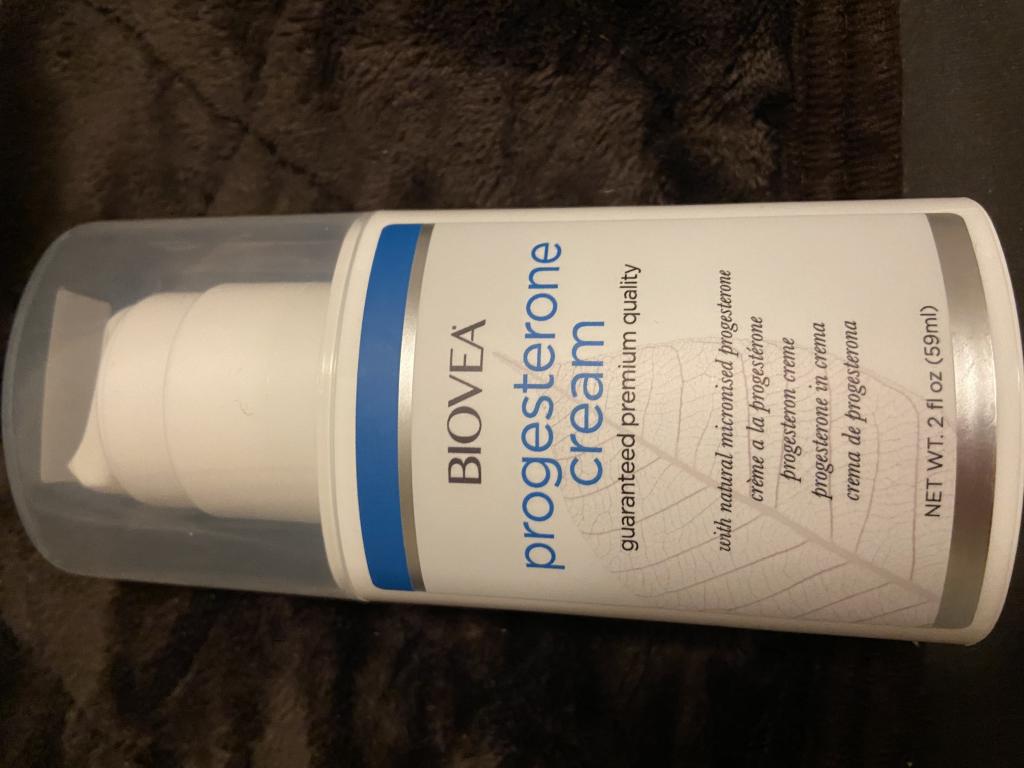 BIOVEA
progesterone
cream
guaranteed premium quality
with natural micronised progesterone
crème a la progestérone
progesteron creme
progesterone in crema
crema de progesterona
NET WT. 2 fl oz (59ml)